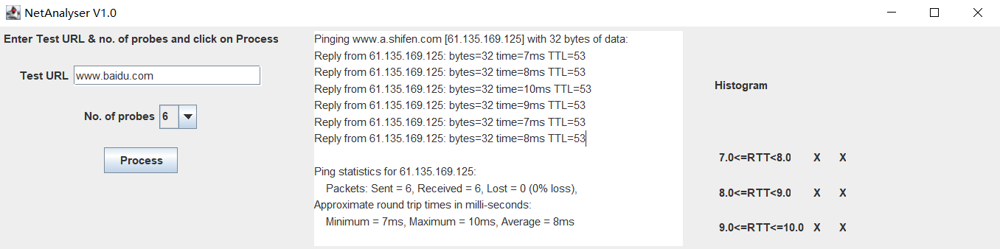 NetAnalyser V1.0
Enter Test URL & no. of probes and click on Process
Test URL www.baidu.com
No. of probes 6
Process
Pinging www.a.shifen.com [61.135.169.125] with 32 bytes of data:
Reply from 61.135.169.125: bytes=32 time=7ms TTL=53
Reply from 61.135.169.125: bytes=32 time=8ms TTL=53
Reply from 61.135.169.125: bytes=32 time=10ms TTL=53
Reply from 61.135.169.125: bytes=32 time=9ms TTL=53
Reply from 61.135.169.125: bytes=32 time=7ms TTL=53
Reply from 61.135.169.125: bytes=32 time=8ms TTL=53
Ping statistics for 61.135.169.125:
Packets: Sent = 6, Received = 6, Lost = 0 (0% loss),
Approximate round trip times in milli-seconds:
Minimum = 7ms, Maximum = 10ms, Average = 8ms
Histogram
7.0<=RTT<8.0 X X
8.0<=RTT<9.0 X X
9.0<=RTT<=10.0 X X